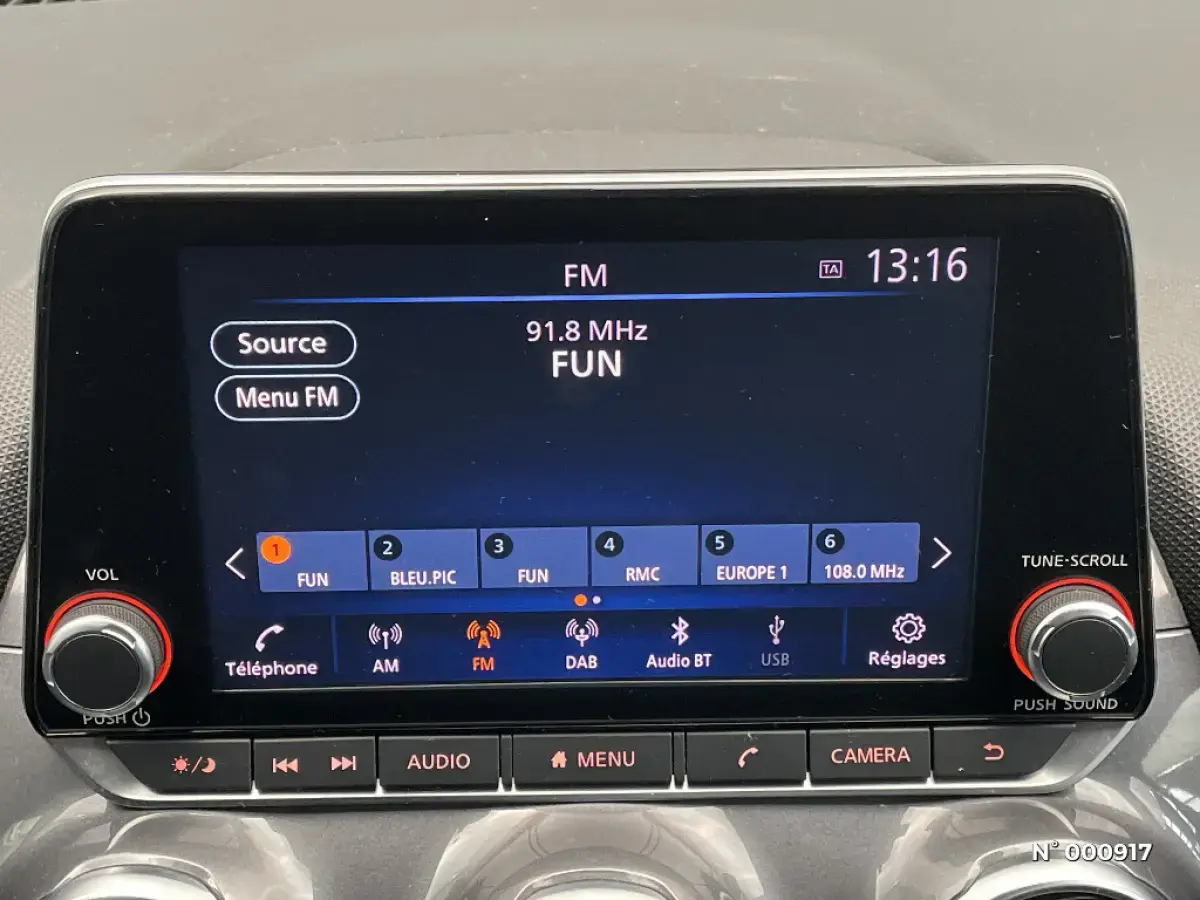 FM
TA 13:16
Source
91.8 MHz
FUN
Menu FM
1 FUN
2 BLEU.PIC
3 FUN
4 RMC
5 EUROPE 1
6 108.0 MHz
VOL
TUNE·SCROLL
Téléphone
AM
FM
DAB
Audio BT
USB
Réglages
PUSH
PUSH SOUND
AUDIO
MENU
CAMERA
N° 000917